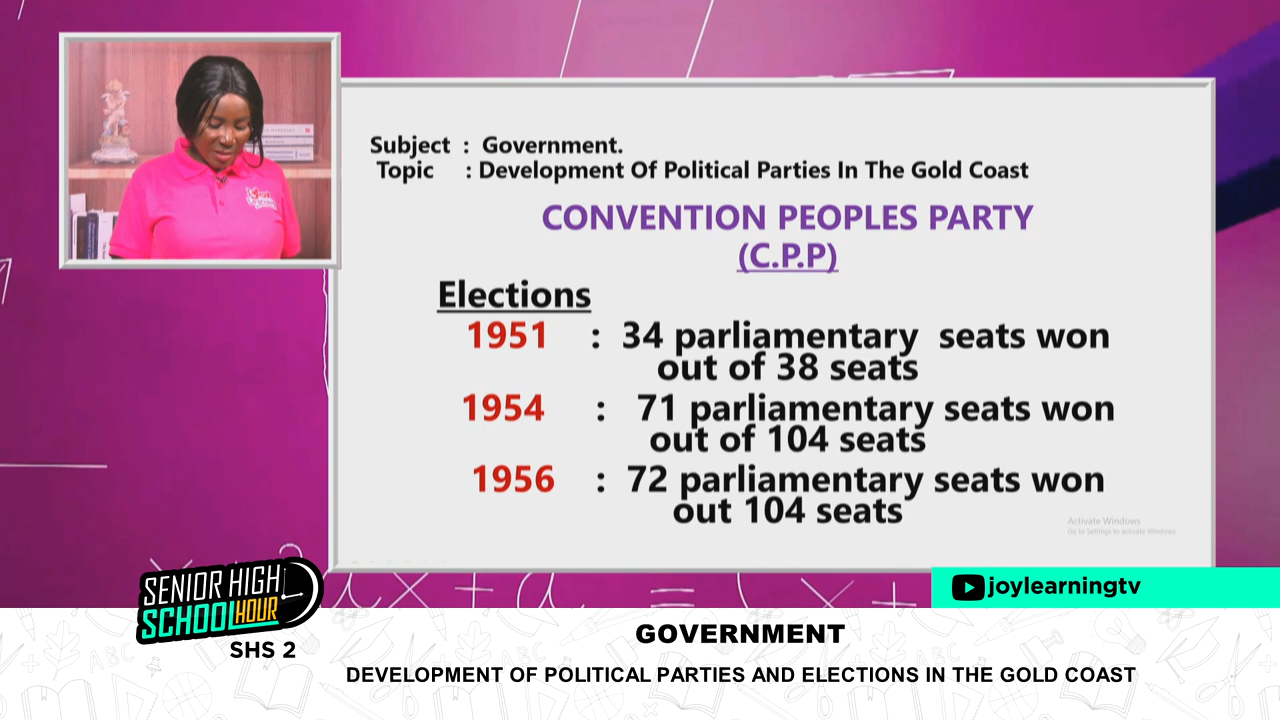 Subject : Government.
Topic : Development Of Political Parties In The Gold Coast
CONVENTION PEOPLES PARTY
(C.P.P)
Elections
1951 : 34 parliamentary seats won
out of 38 seats
1954 : 71 parliamentary seats won
out of 104 seats
1956 : 72 parliamentary seats won
out 104 seats
Activate Windows
Go to Settings to activate Windows.
joylearningtv
SENIOR HIGH
SCHOOL HOUR
SHS 2
GOVERNMENT
DEVELOPMENT OF POLITICAL PARTIES AND ELECTIONS IN THE GOLD COAST